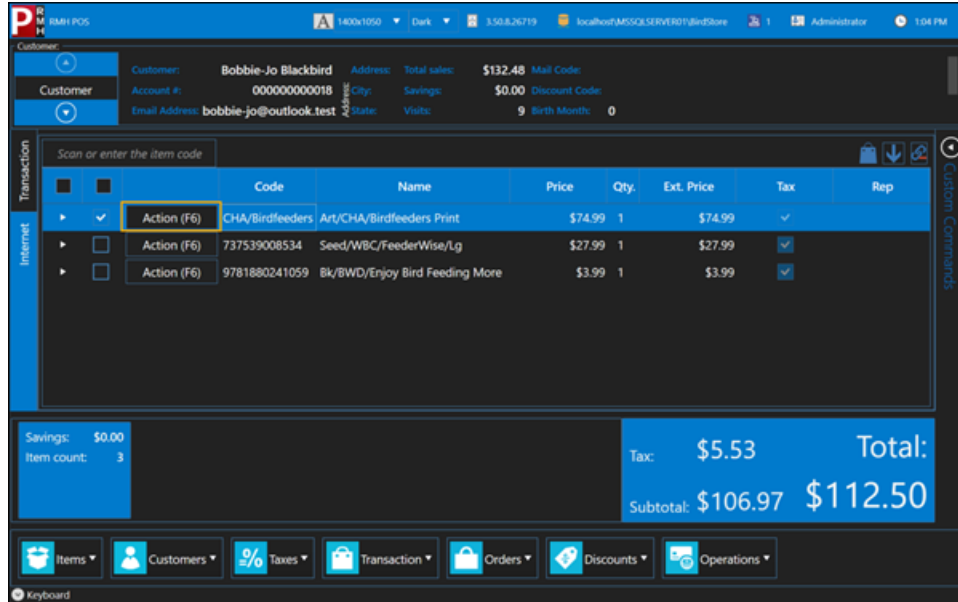 P RMH
RMH POS A 1400x1050 ▼ Dark ▼ 3.50.8.26719 localhost\MSSQLSERVER01\BirdStore 1 Administrator 1:04 PM
Customer:
Customer
Customer: Bobbie-Jo Blackbird Address: Total sales: $132.48 Mail Code:
Account #: 000000000018 City: Savings: $0.00 Discount Code:
Email Address: bobbie-jo@outlook.test State: Visits: 9 Birth Month: 0
Address:
Transaction
Internet
Scan or enter the item code
Custom Commands
Code Name Price Qty. Ext. Price Tax Rep
Action (F6) CHA/Birdfeeders Art/CHA/Birdfeeders Print $74.99 1 $74.99
Action (F6) 737539008534 Seed/WBC/FeederWise/Lg $27.99 1 $27.99
Action (F6) 9781880241059 Bk/BWD/Enjoy Bird Feeding More $3.99 1 $3.99
Savings: $0.00
Item count: 3
Tax: $5.53 Total:
Subtotal: $106.97 $112.50
Items ▼ Customers ▼ Taxes ▼ Transaction ▼ Orders ▼ Discounts ▼ Operations ▼
Keyboard